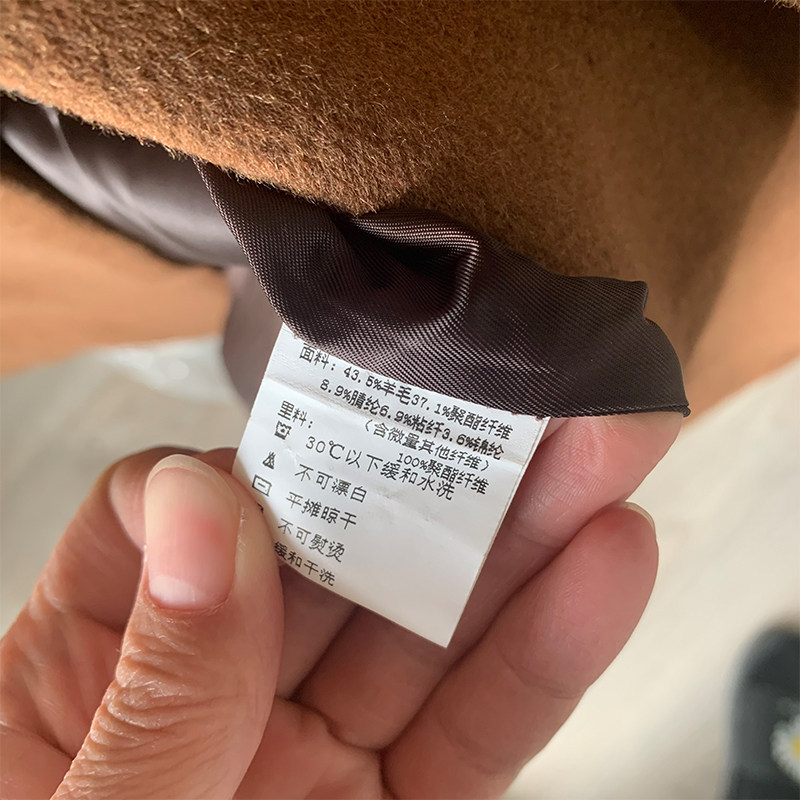 面料: 43.5%羊毛37.1%聚酯纤维
8.9%腈纶6.9%粘纤3.6%锦纶
(含微量其他纤维)
里料: 100%聚酯纤维
30℃以下缓和水洗
不可漂白
平摊晾干
不可熨烫
缓和干洗